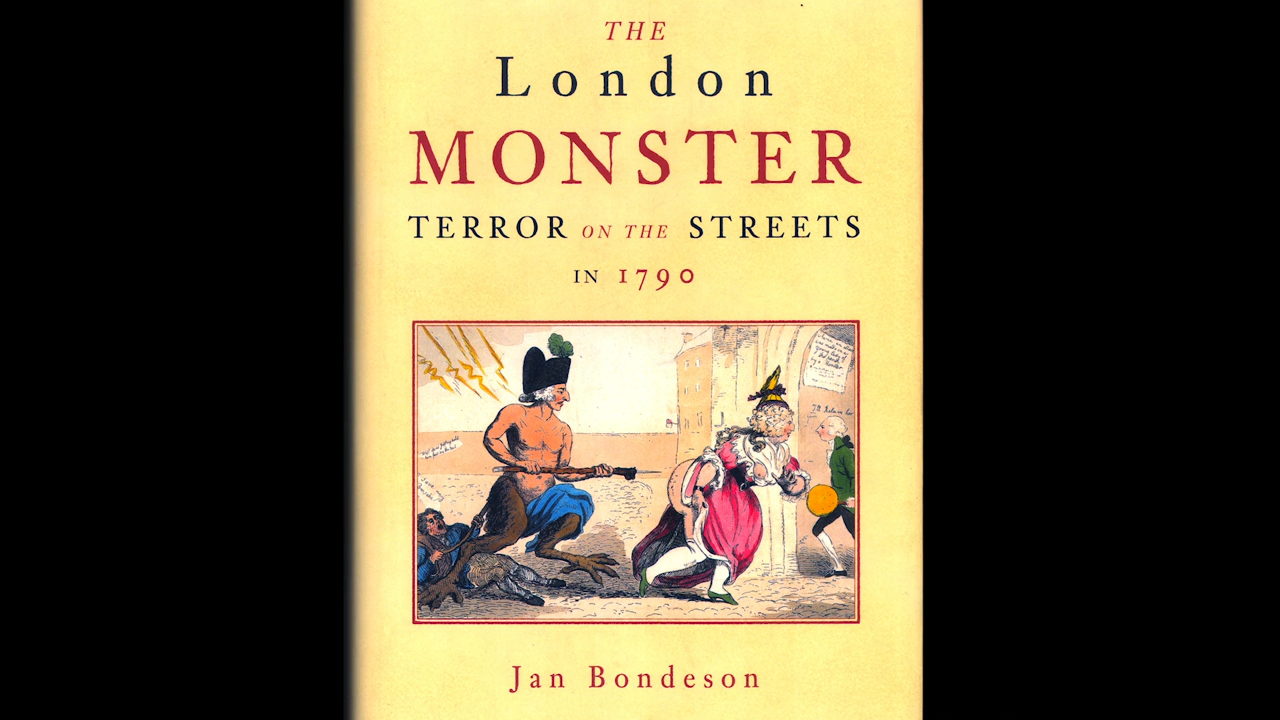 THE
London
MONSTER
TERROR ON THE STREETS
IN 1790
Jan Bondeson